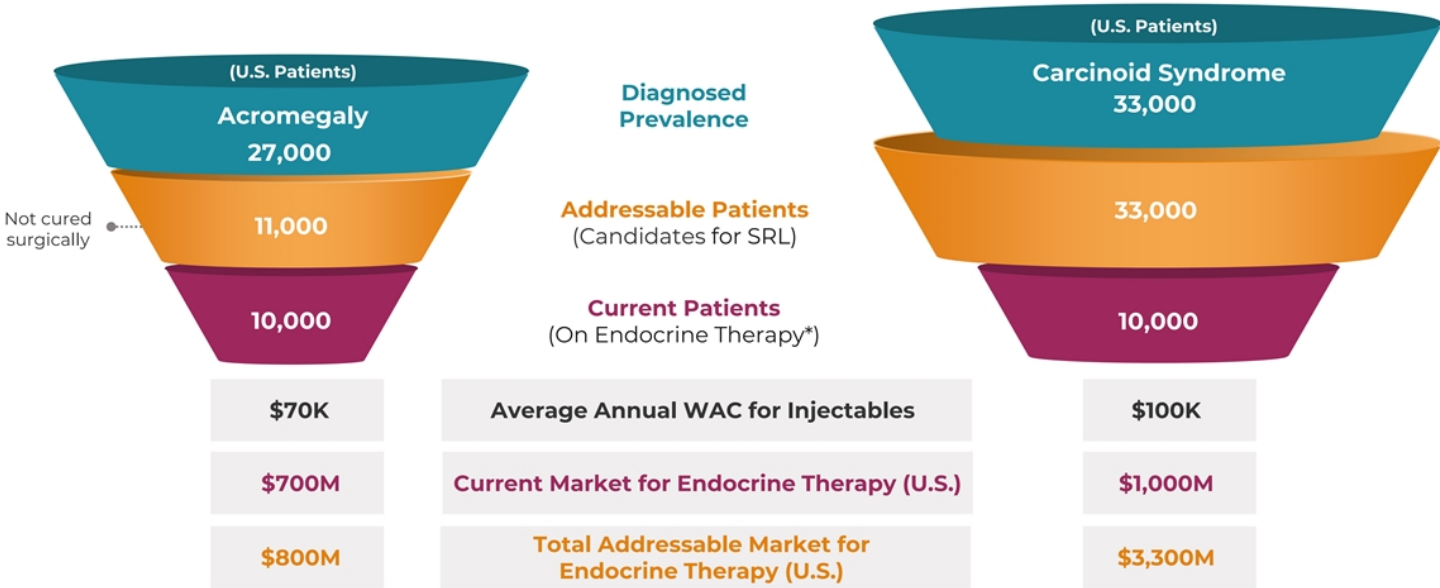 (U.S. Patients)
Acromegaly
27,000
Not cured
surgically
11,000
10,000
Diagnosed
Prevalence
Addressable Patients
(Candidates for SRL)
Current Patients
(On Endocrine Therapy*)
(U.S. Patients)
Carcinoid Syndrome
33,000
33,000
10,000
$70K
Average Annual WAC for Injectables
$100K
$700M
Current Market for Endocrine Therapy (U.S.)
$1,000M
$800M
Total Addressable Market for
Endocrine Therapy (U.S.)
$3,300M